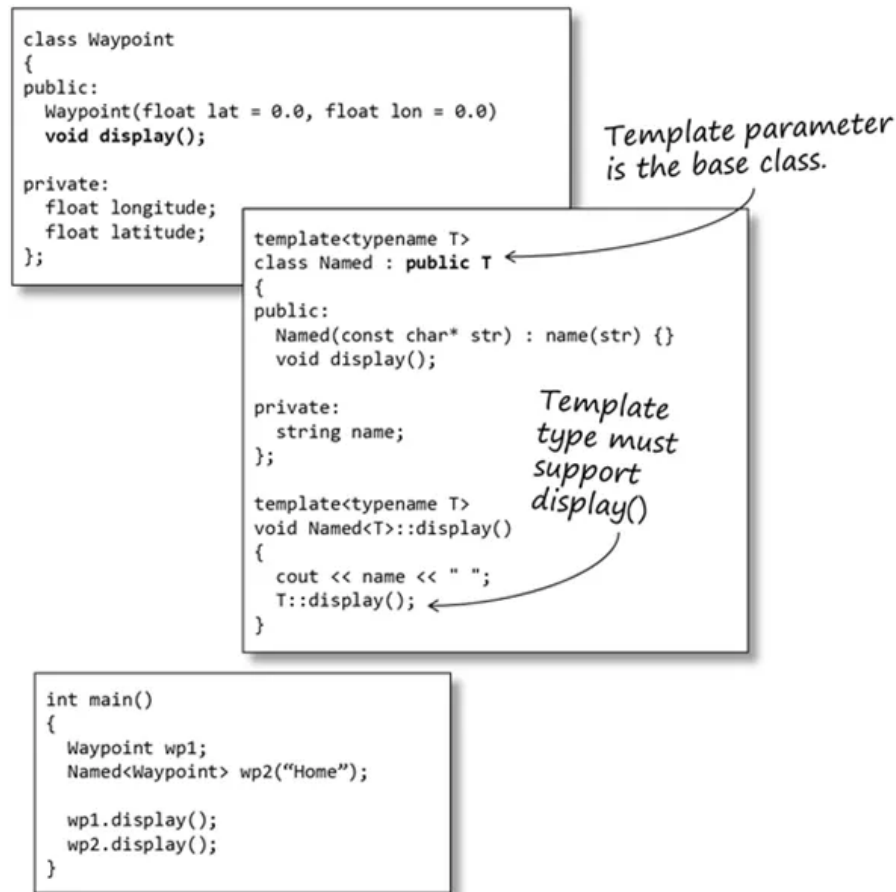 class Waypoint
{
public:
  Waypoint(float lat = 0.0, float lon = 0.0)
  void display();

private:
  float longitude;
  float latitude;
};
Template parameter
is the base class.
template<typename T>
class Named : public T
{
public:
  Named(const char* str) : name(str) {}
  void display();

private:
  string name;
};
Template
type must
support
display()

template<typename T>
void Named<T>::display()
{
  cout << name << " ";
  T::display();
}
int main()
{
  Waypoint wp1;
  Named<Waypoint> wp2(“Home”);

  wp1.display();
  wp2.display();
}